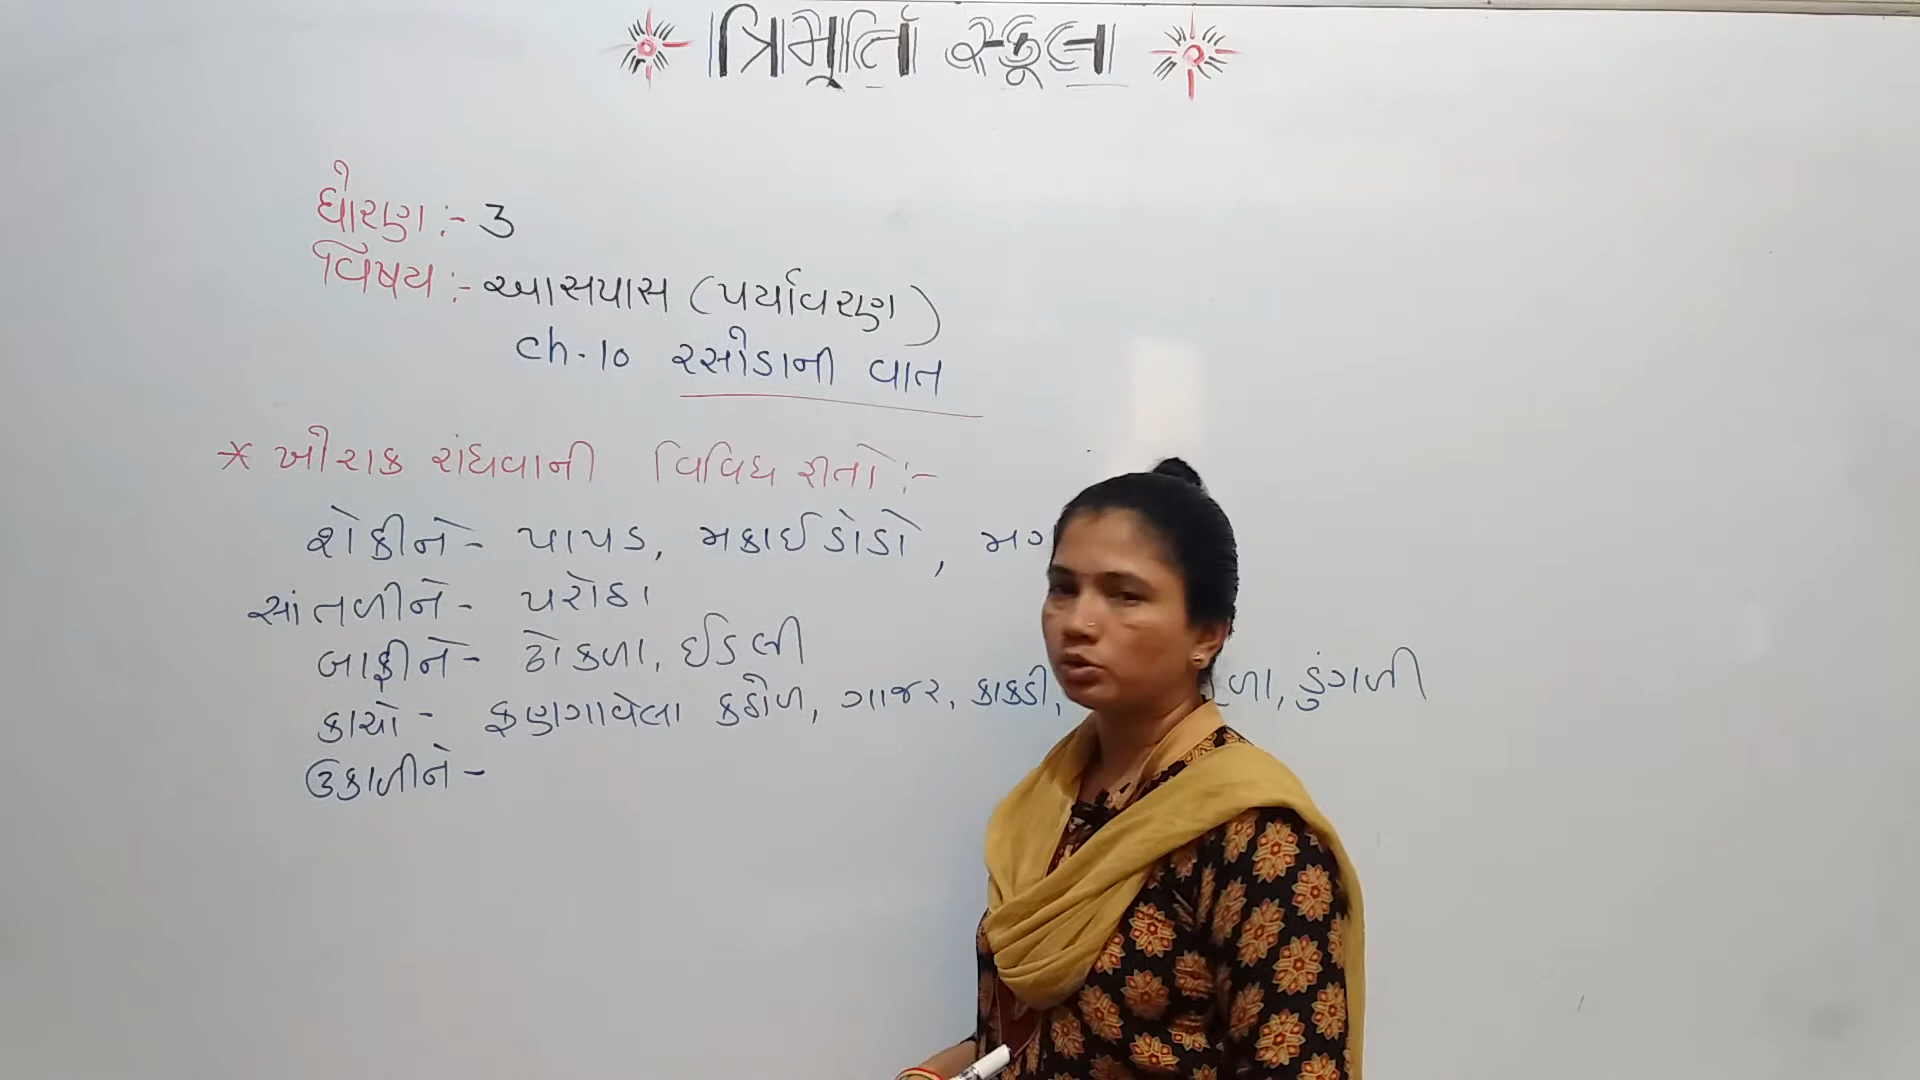 ત્રિમૂર્તિ સ્કૂલ
ધોરણ :- ૩
વિષય :- આસપાસ (પર્યાવરણ)
ch. 10 રસોડાની વાત
* ખોરાક રાંધવાની વિવિધ રીતો :-
શેકીને - પાપડ, મકાઈડોડો,
સાંતળીને - પરોઠા
બાફીને - ઢોકળા, ઈડલી
કાચો - ફણગાવેલા કઠોળ, ગાજર, કાકડી, ડુંગળી
ઉકાળીને -